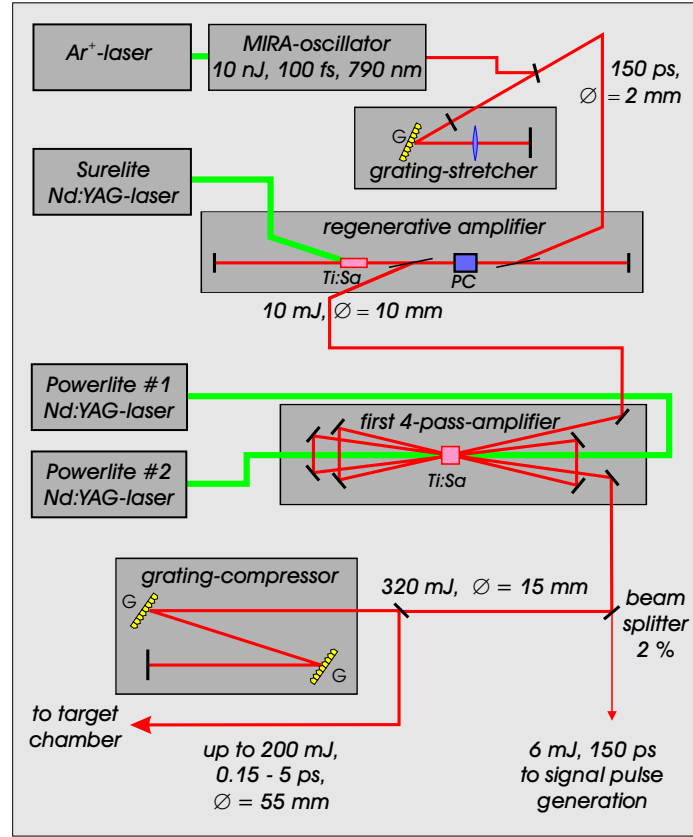 Ar⁺-laser
MIRA-oscillator
10 nJ, 100 fs, 790 nm
150 ps,
∅ = 2 mm
G
grating-stretcher
Surelite
Nd:YAG-laser
regenerative amplifier
Ti:Sa
PC
10 mJ, ∅ = 10 mm
Powerlite #1
Nd:YAG-laser
first 4-pass-amplifier
Powerlite #2
Nd:YAG-laser
Ti:Sa
grating-compressor
G
G
320 mJ, ∅ = 15 mm
beam
splitter
2 %
to target
chamber
up to 200 mJ,
0.15 - 5 ps,
∅ = 55 mm
6 mJ, 150 ps
to signal pulse
generation